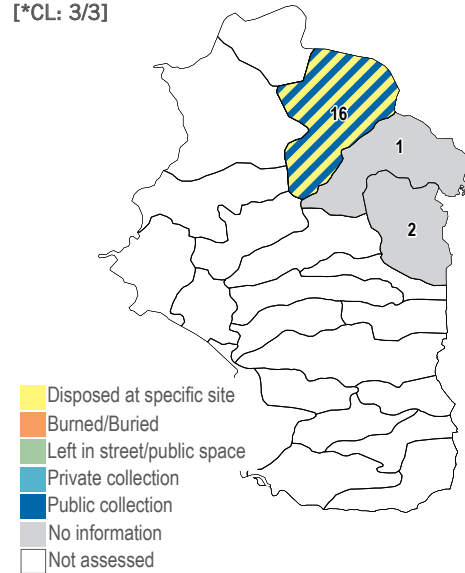 [*CL: 3/3]
16
1
2
Disposed at specific site
Burned/Buried
Left in street/public space
Private collection
Public collection
No information
Not assessed